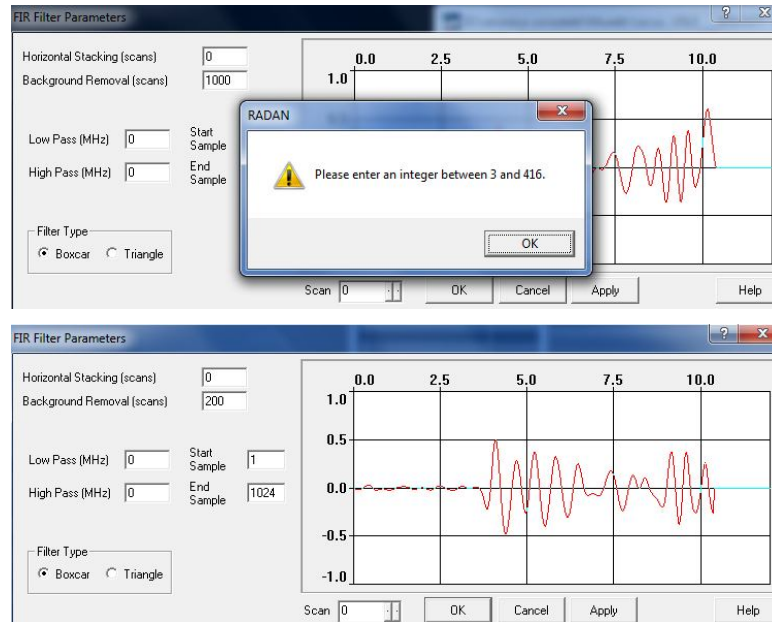 FIR Filter Parameters
? X
Horizontal Stacking (scans) 0
Background Removal (scans) 1000
0.0 2.5 5.0 7.5 10.0
1.0
RADAN
Low Pass (MHz) 0 Start Sample
High Pass (MHz) 0 End Sample
Please enter an integer between 3 and 416.
OK
Filter Type
Boxcar Triangle
Scan 0 OK Cancel Apply Help
FIR Filter Parameters
? X
Horizontal Stacking (scans) 0
Background Removal (scans) 200
0.0 2.5 5.0 7.5 10.0
1.0
0.5
0.0
-0.5
-1.0
Low Pass (MHz) 0 Start Sample 1
High Pass (MHz) 0 End Sample 1024
Filter Type
Boxcar Triangle
Scan 0 OK Cancel Apply Help